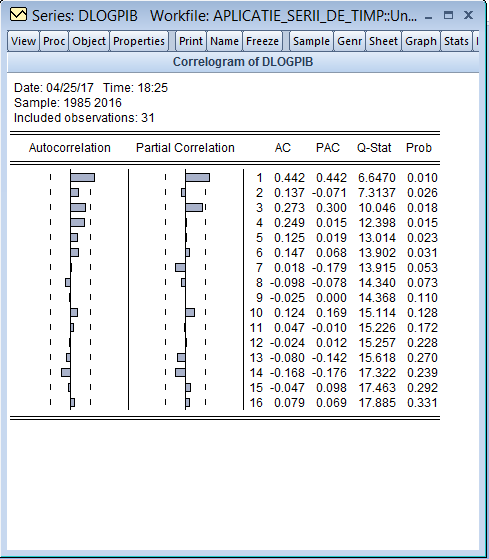 Series: DLOGPIB Workfile: APLICATIE_SERII_DE_TIMP::Un...
View Proc Object Properties Print Name Freeze Sample Genr Sheet Graph Stats
Correlogram of DLOGPIB
Date: 04/25/17 Time: 18:25
Sample: 1985 2016
Included observations: 31
Autocorrelation Partial Correlation AC PAC Q-Stat Prob
1 0.442 0.442 6.6470 0.010
2 0.137 -0.071 7.3137 0.026
3 0.273 0.300 10.046 0.018
4 0.249 0.015 12.398 0.015
5 0.125 0.019 13.014 0.023
6 0.147 0.068 13.902 0.031
7 0.018 -0.179 13.915 0.053
8 -0.098 -0.078 14.340 0.073
9 -0.025 0.000 14.368 0.110
10 0.124 0.169 15.114 0.128
11 0.047 -0.010 15.226 0.172
12 -0.024 0.012 15.257 0.228
13 -0.080 -0.142 15.618 0.270
14 -0.168 -0.176 17.322 0.239
15 -0.047 0.098 17.463 0.292
16 0.079 0.069 17.885 0.331